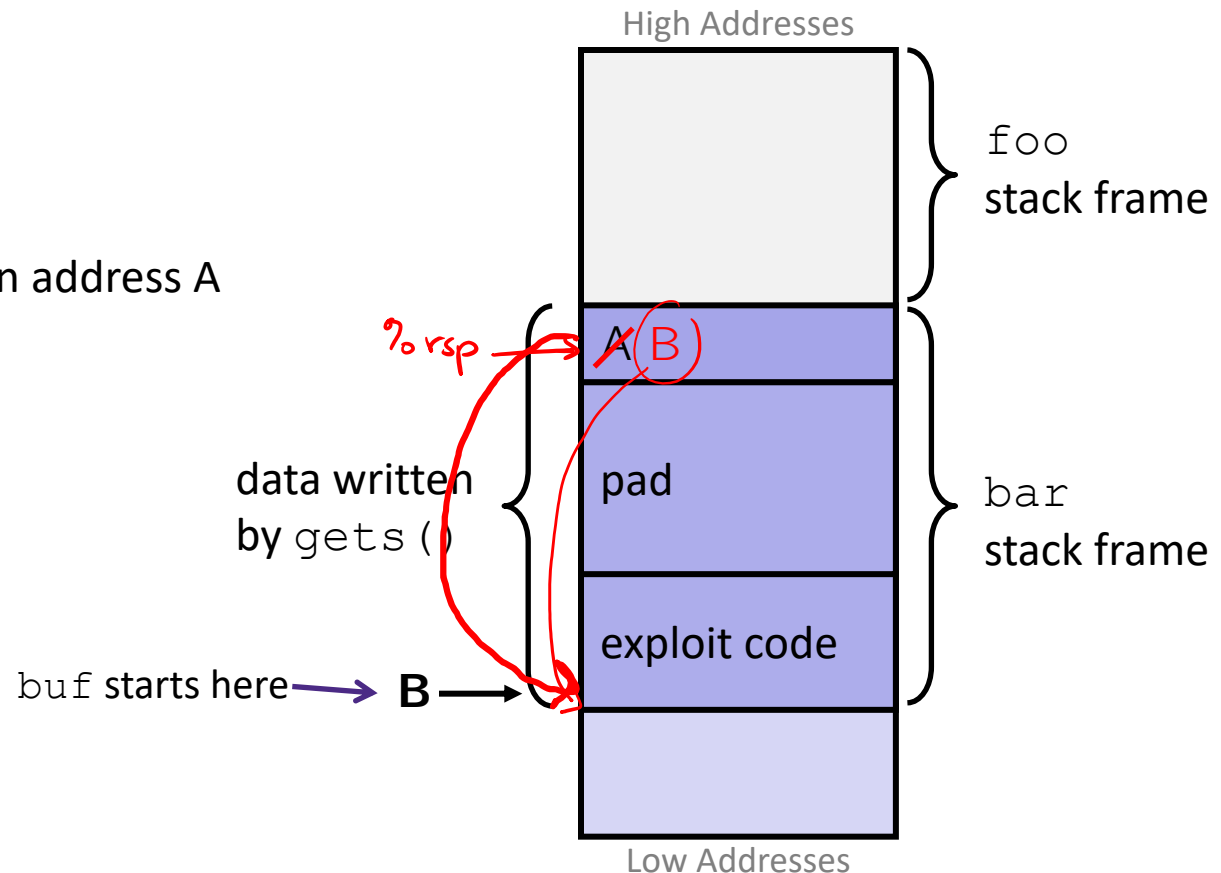 High Addresses
foo
stack frame
n address A
%rsp
A B
data written
by gets()
pad
bar
stack frame
exploit code
buf starts here
B
Low Addresses